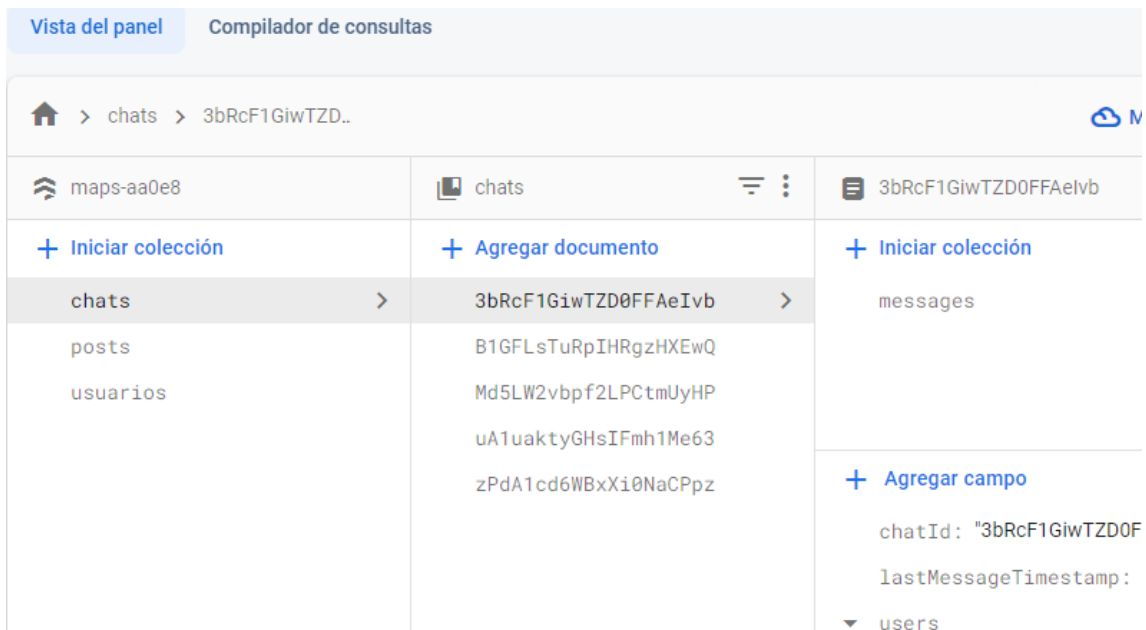 Vista del panel Compilador de consultas
> chats > 3bRcF1GiwTZD.. M
maps-aa0e8
chats
3bRcF1GiwTZD0FFAeIvb
+ Iniciar colección
+ Agregar documento
+ Iniciar colección
chats
posts
usuarios
3bRcF1GiwTZD0FFAeIvb
B1GFLsTuRpIHRgzHXEwQ
Md5LW2vbpf2LPCtmUyHP
uA1uaktyGHsIFmh1Me63
zPdA1cd6WBxXi0NaCPpz
messages
+ Agregar campo
chatId: "3bRcF1GiwTZD0F
lastMessageTimestamp:
users